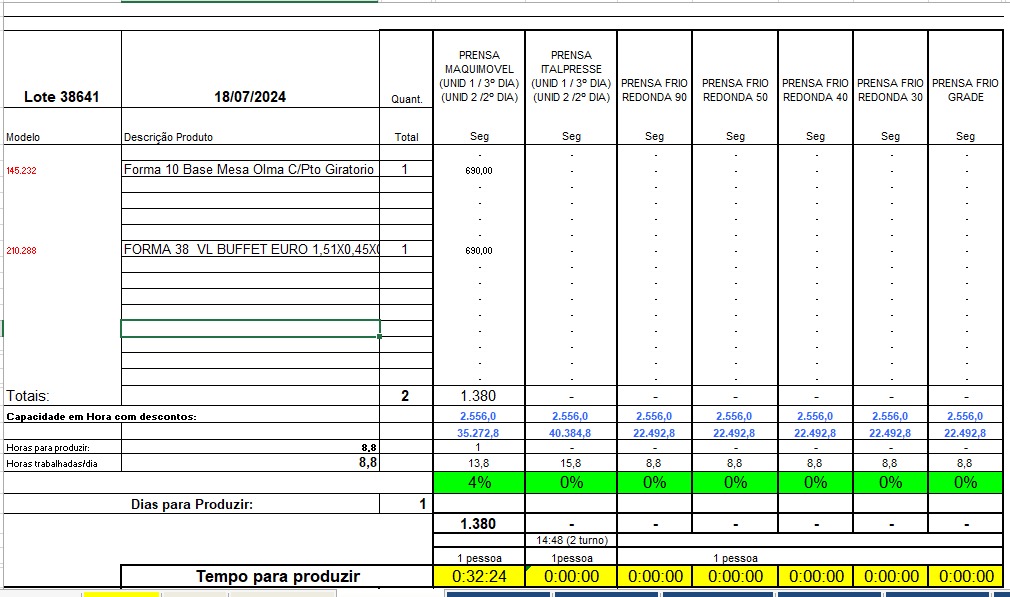 PRENSA MAQUIMOVEL (UNID 1 / 3º DIA) (UNID 2 /2º DIA)
PRENSA ITALPRESSE (UNID 1 / 3º DIA) (UNID 2 /2º DIA)
PRENSA FRIO REDONDA 90
PRENSA FRIO REDONDA 50
PRENSA FRIO REDONDA 40
PRENSA FRIO REDONDA 30
PRENSA FRIO GRADE
Lote 38641 18/07/2024 Quant.
Modelo Descrição Produto Total Seg Seg Seg Seg Seg Seg Seg
- - - - - - -
145.232 Forma 10 Base Mesa Olma C/Pto Giratorio 1 690,00 - - - - - -
- - - - - - -
- - - - - - -
- - - - - - -
- - - - - - -
210.288 FORMA 38 VL BUFFET EURO 1,51X0,45X0 1 690,00 - - - - - -
- - - - - - -
- - - - - - -
- - - - - - -
- - - - - - -
- - - - - - -
- - - - - - -
- - - - - - -
- - - - - - -
Totais: 2 1.380 - - - - - -
Capacidade em Hora com descontos: 2.556,0 2.556,0 2.556,0 2.556,0 2.556,0 2.556,0 2.556,0
35.272,8 40.384,8 22.492,8 22.492,8 22.492,8 22.492,8 22.492,8
Horas para produzir: 8,8 1 - - - - - -
Horas trabalhadas/dia 8,8 13,8 15,8 8,8 8,8 8,8 8,8 8,8
4% 0% 0% 0% 0% 0% 0%
Dias para Produzir: 1
1.380 - - - - - -
14:48 (2 turno)
1 pessoa 1pessoa 1 pessoa
Tempo para produzir 0:32:24 0:00:00 0:00:00 0:00:00 0:00:00 0:00:00 0:00:00